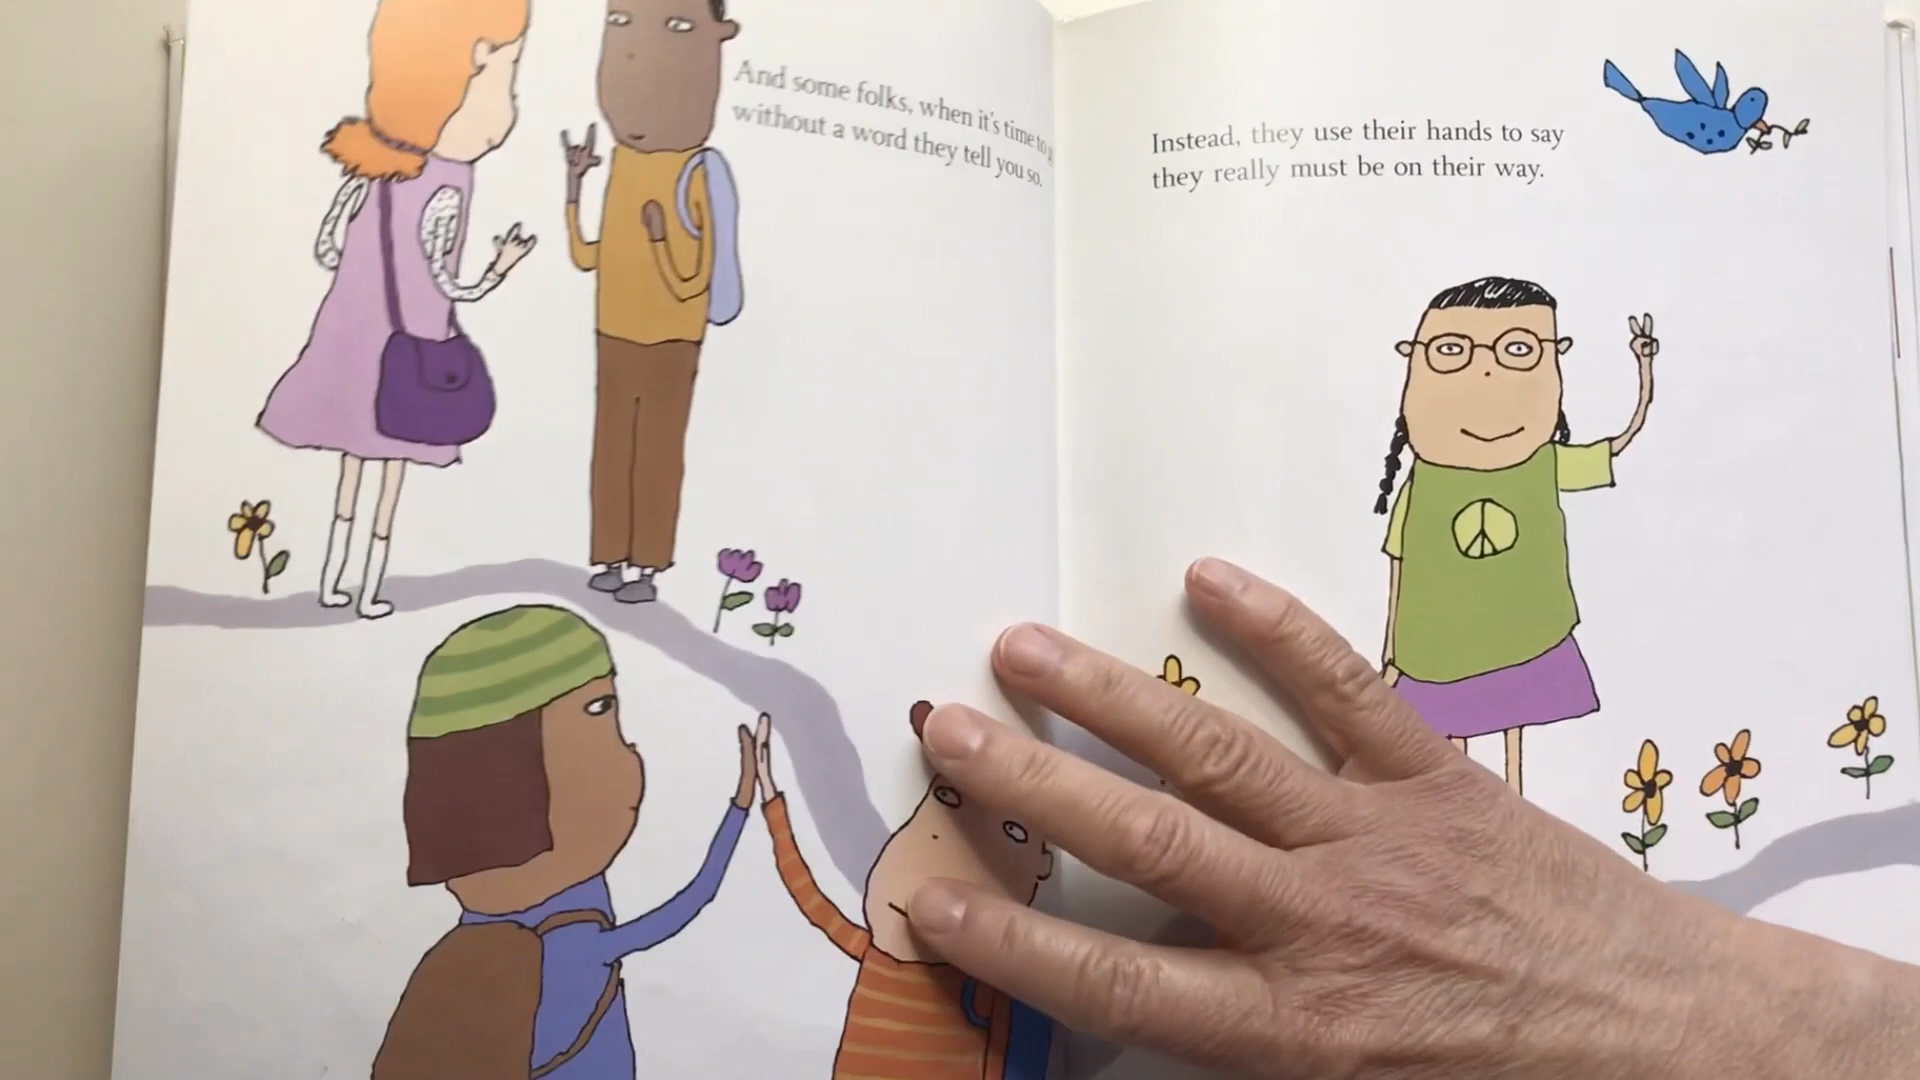 And some folks, when it's time to
without a word they tell you so.
Instead, they use their hands to say
they really must be on their way.